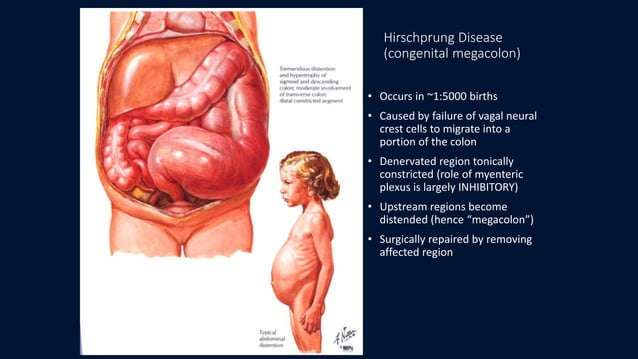 Hirschprung Disease
(congenital megacolon)
Tremendous distention
and hypertrophy of
sigmoid and descending
colon; moderate involvement
of transverse colon;
distal constricted segment
• Occurs in ~1:5000 births
• Caused by failure of vagal neural
crest cells to migrate into a
portion of the colon
• Denervated region tonically
constricted (role of myenteric
plexus is largely INHIBITORY)
• Upstream regions become
distended (hence “megacolon”)
• Surgically repaired by removing
affected region
Typical
abdominal
distention